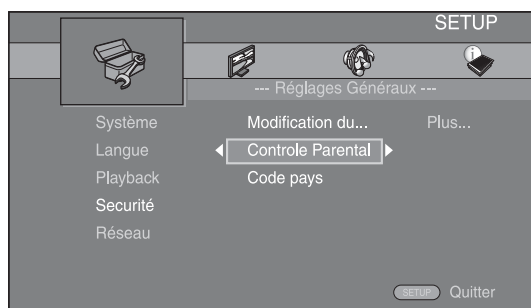 SETUP
--- Réglages Généraux ---
Système Modification du... Plus...
Langue Controle Parental
Playback Code pays
Securité
Réseau
SETUP Quitter